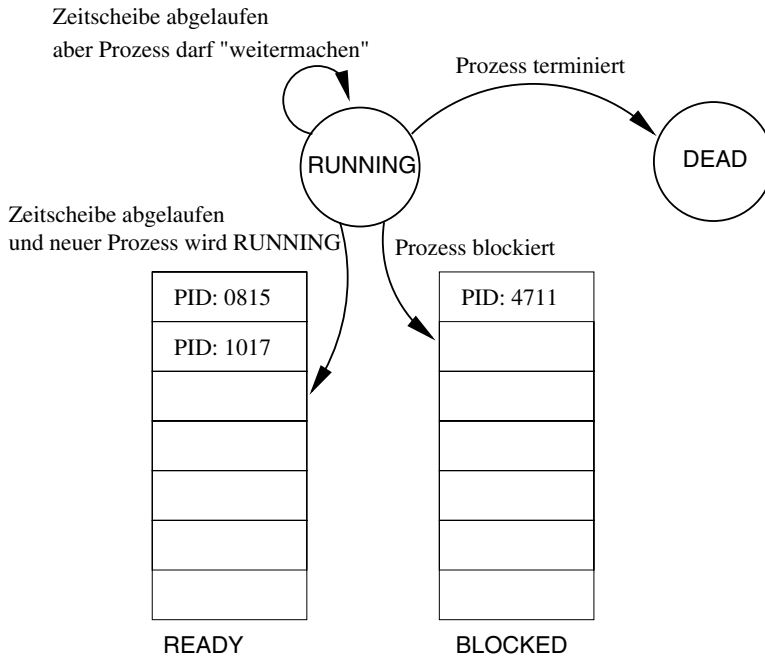 Zeitscheibe abgelaufen
aber Prozess darf "weitermachen"
Prozess terminiert
RUNNING
DEAD
Zeitscheibe abgelaufen
und neuer Prozess wird RUNNING
Prozess blockiert
PID: 0815
PID: 4711
PID: 1017
READY
BLOCKED